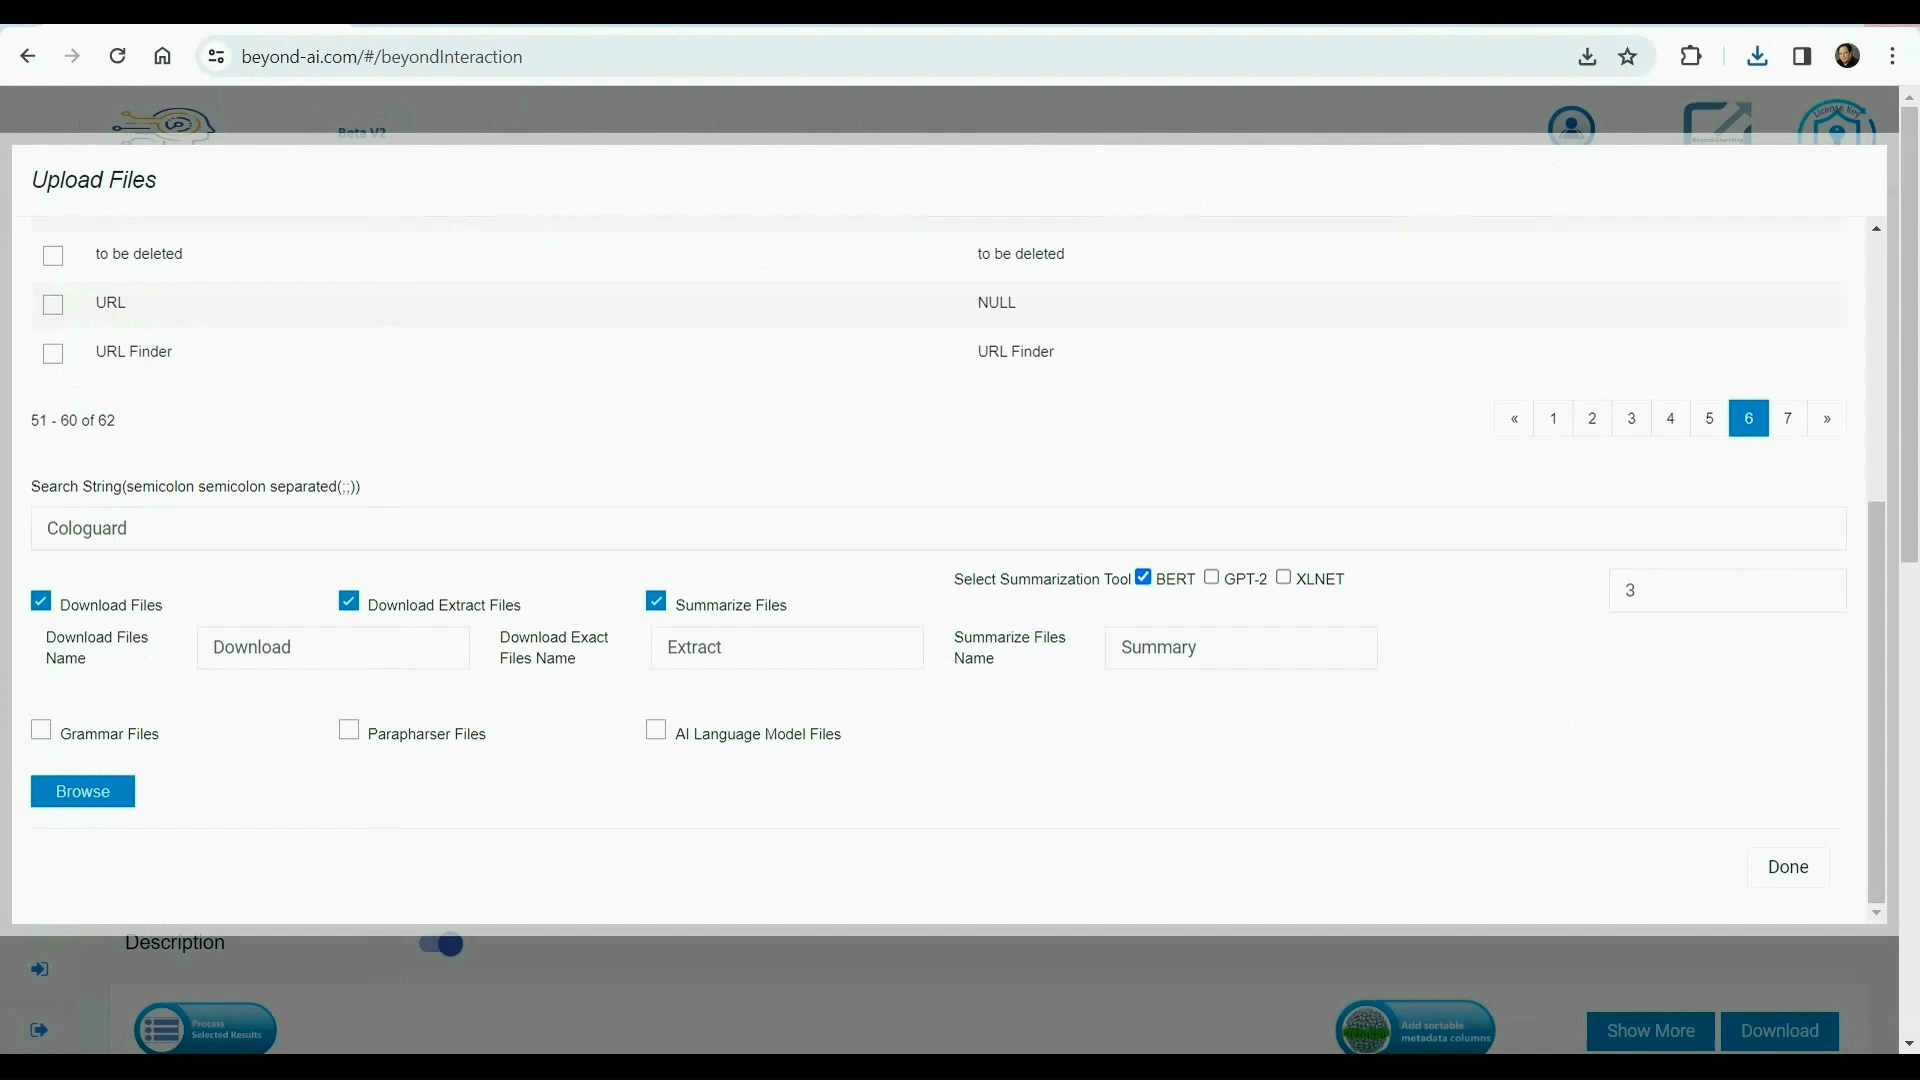 beyond-ai.com/#/beyondInteraction
Beta V2
License Key
Beyond-Learning
Upload Files
to be deleted to be deleted
URL NULL
URL Finder URL Finder
51 - 60 of 62 « 1 2 3 4 5 6 7 »
Search String(semicolon semicolon separated(;;))
Cologuard
Select Summarization Tool BERT GPT-2 XLNET 3
Download Files Download Extract Files Summarize Files
Download Files Name Download Download Exact Files Name Extract Summarize Files Name Summary
Grammar Files Parapharser Files AI Language Model Files
Browse
Done
Description
Process
Selected Results
Add sortable
metadata columns
Show More Download